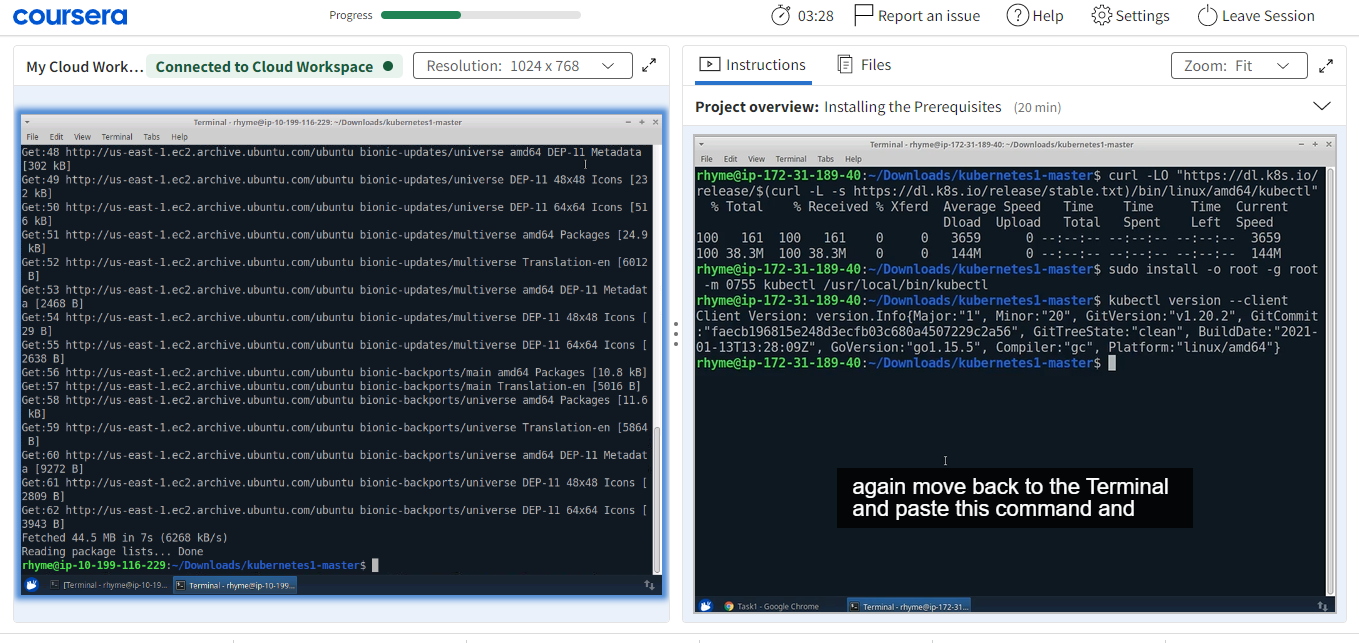 coursera
Progress
03:28
Report an issue
Help
Settings
Leave Session
My Cloud Work...
Connected to Cloud Workspace
Resolution: 1024 x 768
Terminal - rhyme@ip-10-199-116-229: ~/Downloads/kubernetes1-master
File Edit View Terminal Tabs Help
Get:48 http://us-east-1.ec2.archive.ubuntu.com/ubuntu bionic-updates/universe amd64 DEP-11 Metadata
[302 kB]
Get:49 http://us-east-1.ec2.archive.ubuntu.com/ubuntu bionic-updates/universe DEP-11 48x48 Icons [23
2 kB]
Get:50 http://us-east-1.ec2.archive.ubuntu.com/ubuntu bionic-updates/universe DEP-11 64x64 Icons [51
6 kB]
Get:51 http://us-east-1.ec2.archive.ubuntu.com/ubuntu bionic-updates/multiverse amd64 Packages [24.9
kB]
Get:52 http://us-east-1.ec2.archive.ubuntu.com/ubuntu bionic-updates/multiverse Translation-en [6012
B]
Get:53 http://us-east-1.ec2.archive.ubuntu.com/ubuntu bionic-updates/multiverse amd64 DEP-11 Metadat
a [2468 B]
Get:54 http://us-east-1.ec2.archive.ubuntu.com/ubuntu bionic-updates/multiverse DEP-11 48x48 Icons [
29 B]
Get:55 http://us-east-1.ec2.archive.ubuntu.com/ubuntu bionic-updates/multiverse DEP-11 64x64 Icons [
2638 B]
Get:56 http://us-east-1.ec2.archive.ubuntu.com/ubuntu bionic-backports/main amd64 Packages [10.8 kB]
Get:57 http://us-east-1.ec2.archive.ubuntu.com/ubuntu bionic-backports/main Translation-en [5016 B]
Get:58 http://us-east-1.ec2.archive.ubuntu.com/ubuntu bionic-backports/universe amd64 Packages [11.6
kB]
Get:59 http://us-east-1.ec2.archive.ubuntu.com/ubuntu bionic-backports/universe Translation-en [5864
B]
Get:60 http://us-east-1.ec2.archive.ubuntu.com/ubuntu bionic-backports/universe amd64 DEP-11 Metadat
a [9272 B]
Get:61 http://us-east-1.ec2.archive.ubuntu.com/ubuntu bionic-backports/universe DEP-11 48x48 Icons [
2809 B]
Get:62 http://us-east-1.ec2.archive.ubuntu.com/ubuntu bionic-backports/universe DEP-11 64x64 Icons [
3943 B]
Fetched 44.5 MB in 7s (6268 kB/s)
Reading package lists... Done
rhyme@ip-10-199-116-229:~/Downloads/kubernetes1-master$
[Terminal - rhyme@ip-10-19...
Terminal - rhyme@ip-10-199...
Instructions
Files
Zoom: Fit
Project overview: Installing the Prerequisites (20 min)
Terminal - rhyme@ip-172-31-189-40: ~/Downloads/kubernetes1-master
File Edit View Terminal Tabs Help
rhyme@ip-172-31-189-40:~/Downloads/kubernetes1-master$ curl -LO "https://dl.k8s.io/
release/$(curl -L -s https://dl.k8s.io/release/stable.txt)/bin/linux/amd64/kubectl"
% Total % Received % Xferd Average Speed Time Time Time Current
Dload Upload Total Spent Left Speed
100 161 100 161 0 0 3659 0 --:--:-- --:--:-- --:--:-- 3659
100 38.3M 100 38.3M 0 0 144M 0 --:--:-- --:--:-- --:--:-- 144M
rhyme@ip-172-31-189-40:~/Downloads/kubernetes1-master$ sudo install -o root -g root
-m 0755 kubectl /usr/local/bin/kubectl
rhyme@ip-172-31-189-40:~/Downloads/kubernetes1-master$ kubectl version --client
Client Version: version.Info{Major:"1", Minor:"20", GitVersion:"v1.20.2", GitCommit
:"faecb196815e248d3ecfb03c680a4507229c2a56", GitTreeState:"clean", BuildDate:"2021-
01-13T13:28:09Z", GoVersion:"go1.15.5", Compiler:"gc", Platform:"linux/amd64"}
rhyme@ip-172-31-189-40:~/Downloads/kubernetes1-master$
again move back to the Terminal
and paste this command and
Task1 - Google Chrome
Terminal - rhyme@ip-172-31...